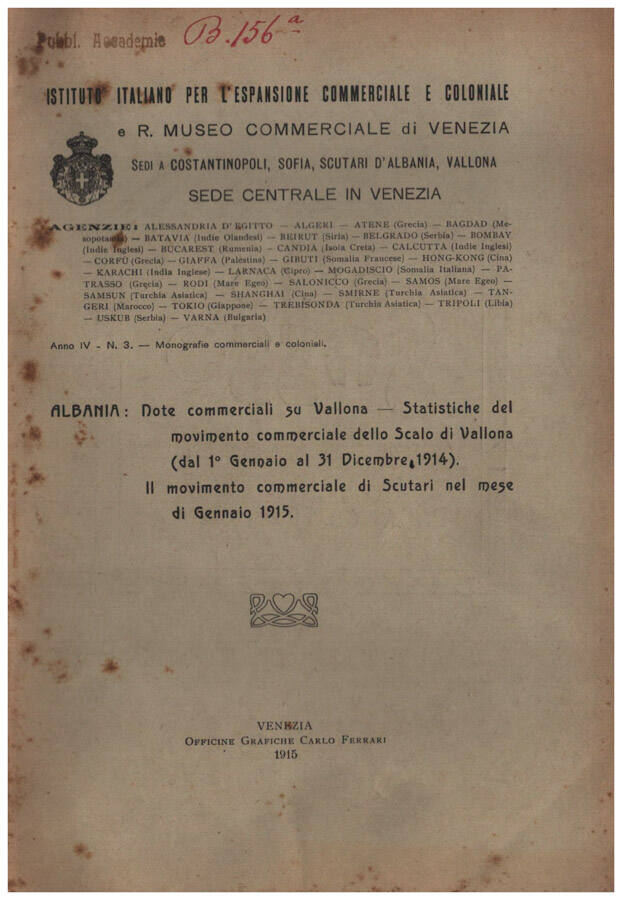 Pubbl. Accademie
B. 156ª
ISTITUTO ITALIANO PER L'ESPANSIONE COMMERCIALE E COLONIALE
e R. MUSEO COMMERCIALE di VENEZIA
SEDI A COSTANTINOPOLI, SOFIA, SCUTARI D'ALBANIA, VALLONA
SEDE CENTRALE IN VENEZIA
AGENZIE: ALESSANDRIA D'EGITTO — ALGERI — ATENE (Grecia) — BAGDAD (Me-
sopotamia) — BATAVIA (Indie Olandesi) — BEIRUT (Siria) — BELGRADO (Serbia) — BOMBAY
(Indie Inglesi) — BUCAREST (Rumenia) - CANDIA (Isola Creta) — CALCUTTA (Indie Inglesi)
— CORFÙ (Grecia) — GIAFFA (Palestina) — GIBUTI (Somalia Francese) — HONG-KONG (Cina)
— KARACHI (India Inglese) — LARNACA (Cipro) — MOGADISCIO (Somalia Italiana) — PA-
TRASSO (Grecia) — RODI (Mare Egeo) — SALONICCO (Grecia) — SAMOS (Mare Egeo) —
SAMSUN (Turchia Asiatica) — SHANGHAI (Cina) — SMIRNE (Turchia Asiatica) — TAN-
GERI (Marocco) — TOKIO (Giappone) — TREBISONDA (Turchia Asiatica) — TRIPOLI (Libia)
— USKUB (Serbia) — VARNA (Bulgaria)
Anno IV - N. 3. — Monografie commerciali e coloniali.
ALBANIA: Note commerciali su Vallona — Statistiche del
movimento commerciale dello Scalo di Vallona
(dal 1° Gennaio al 31 Dicembre 1914).
Il movimento commerciale di Scutari nel mese
di Gennaio 1915.
VENEZIA
OFFICINE GRAFICHE CARLO FERRARI
1915